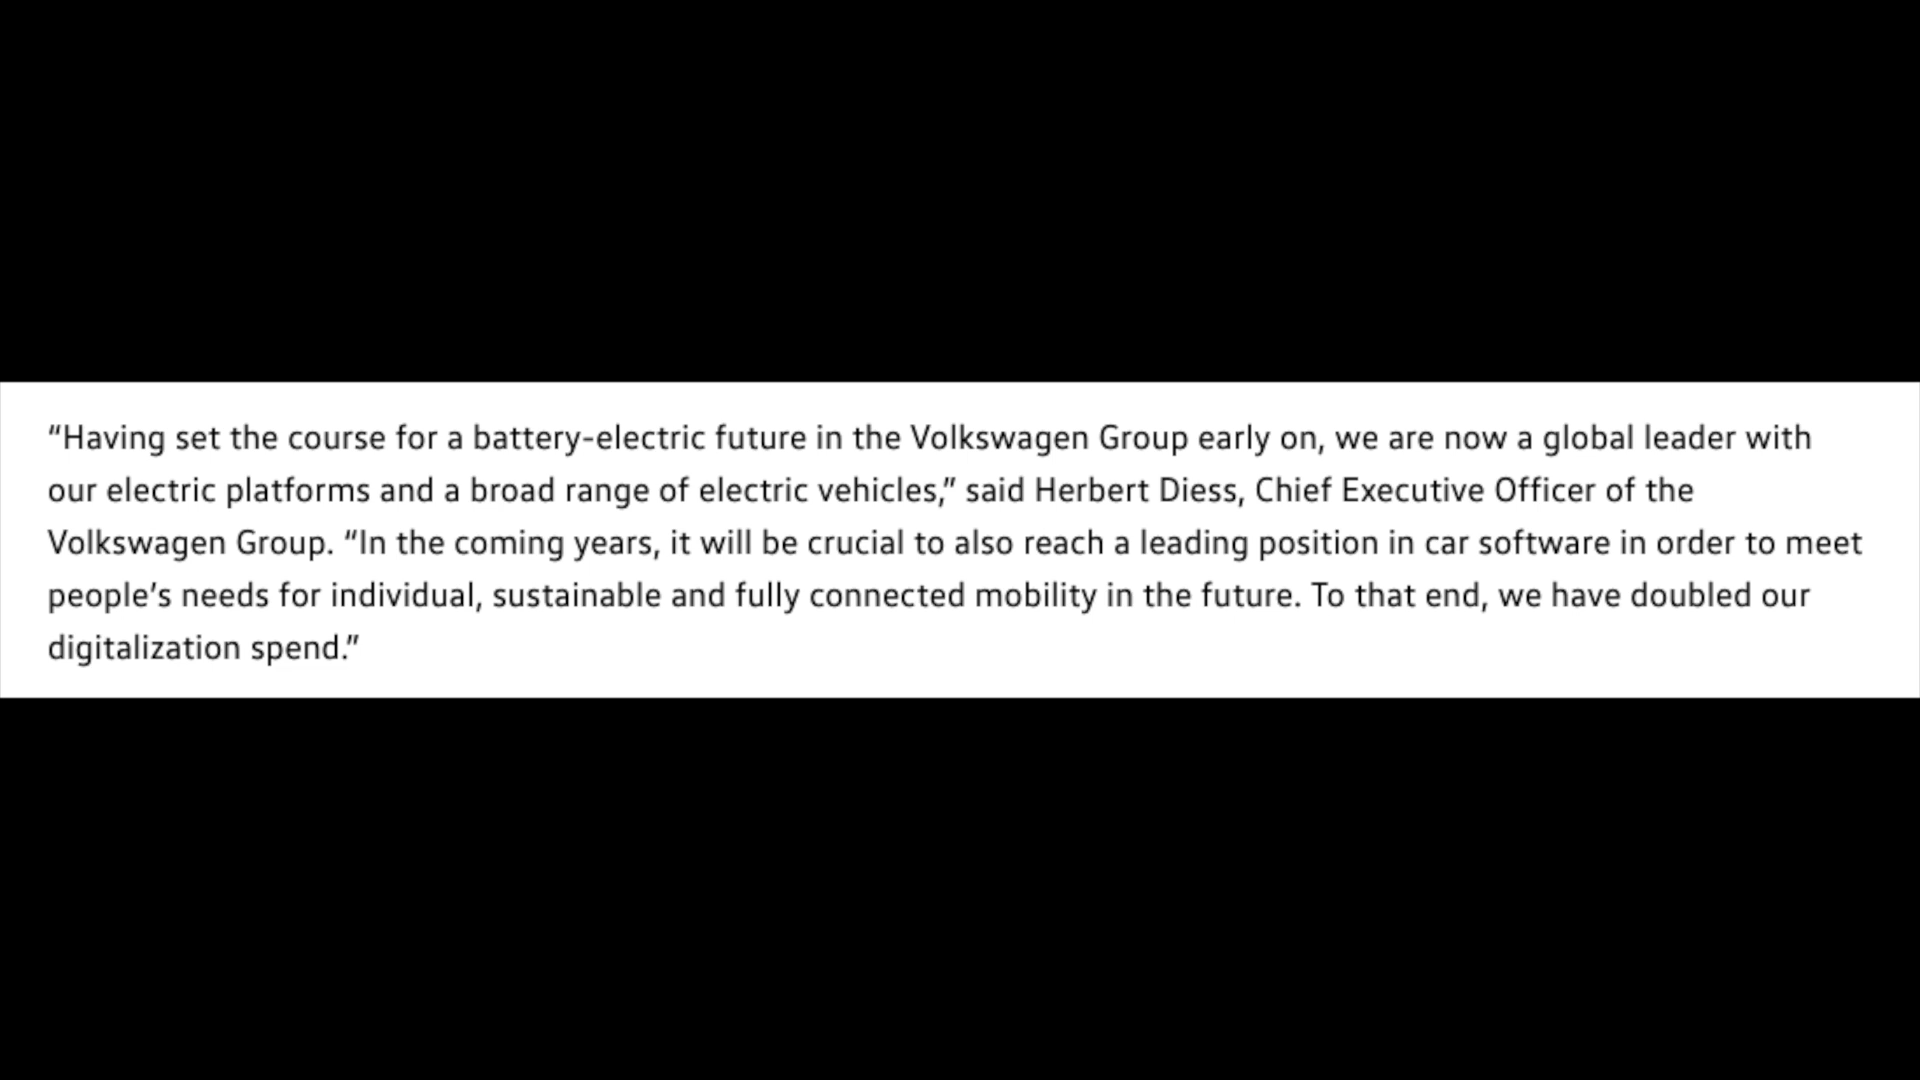 “Having set the course for a battery-electric future in the Volkswagen Group early on, we are now a global leader with
our electric platforms and a broad range of electric vehicles,” said Herbert Diess, Chief Executive Officer of the
Volkswagen Group. “In the coming years, it will be crucial to also reach a leading position in car software in order to meet
people’s needs for individual, sustainable and fully connected mobility in the future. To that end, we have doubled our
digitalization spend.”